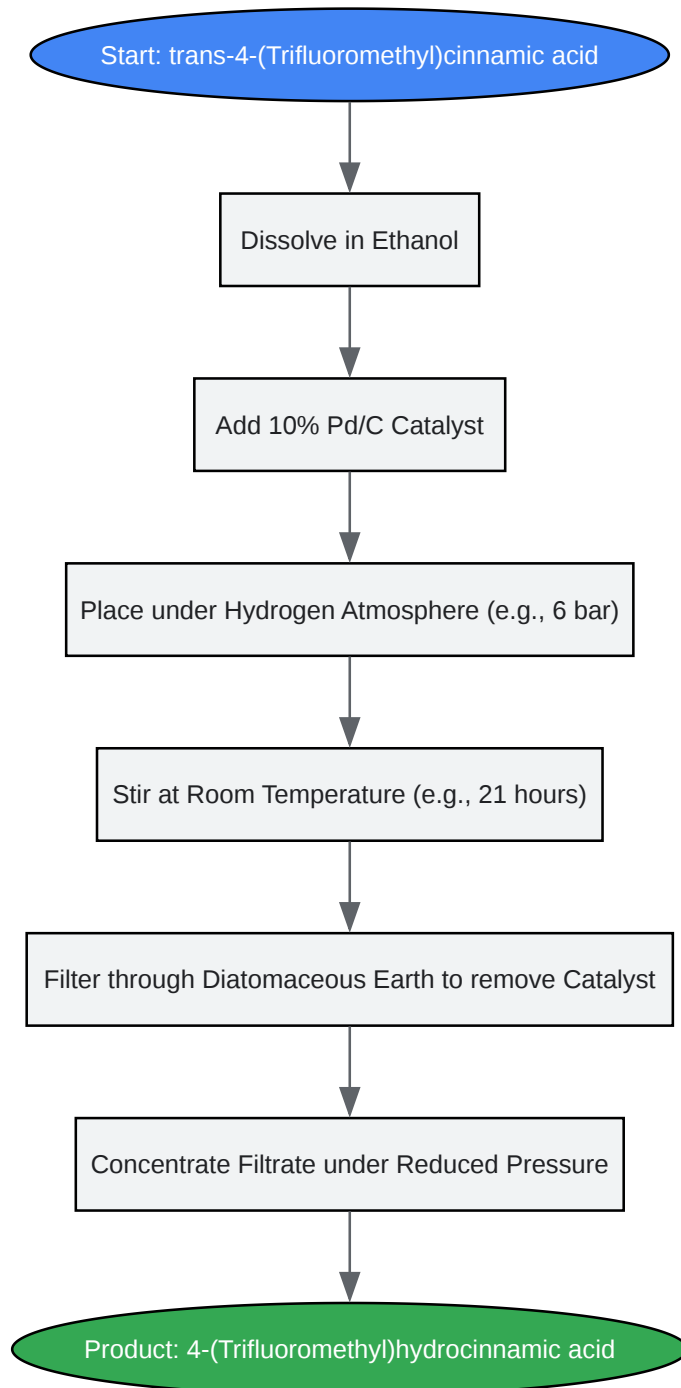 Start: trans-4-(Trifluoromethyl)cinnamic acid
Dissolve in Ethanol
Add 10% Pd/C Catalyst
Place under Hydrogen Atmosphere (e.g., 6 bar)
Stir at Room Temperature (e.g., 21 hours)
Filter through Diatomaceous Earth to remove Catalyst
Concentrate Filtrate under Reduced Pressure
Product: 4-(Trifluoromethyl)hydrocinnamic acid